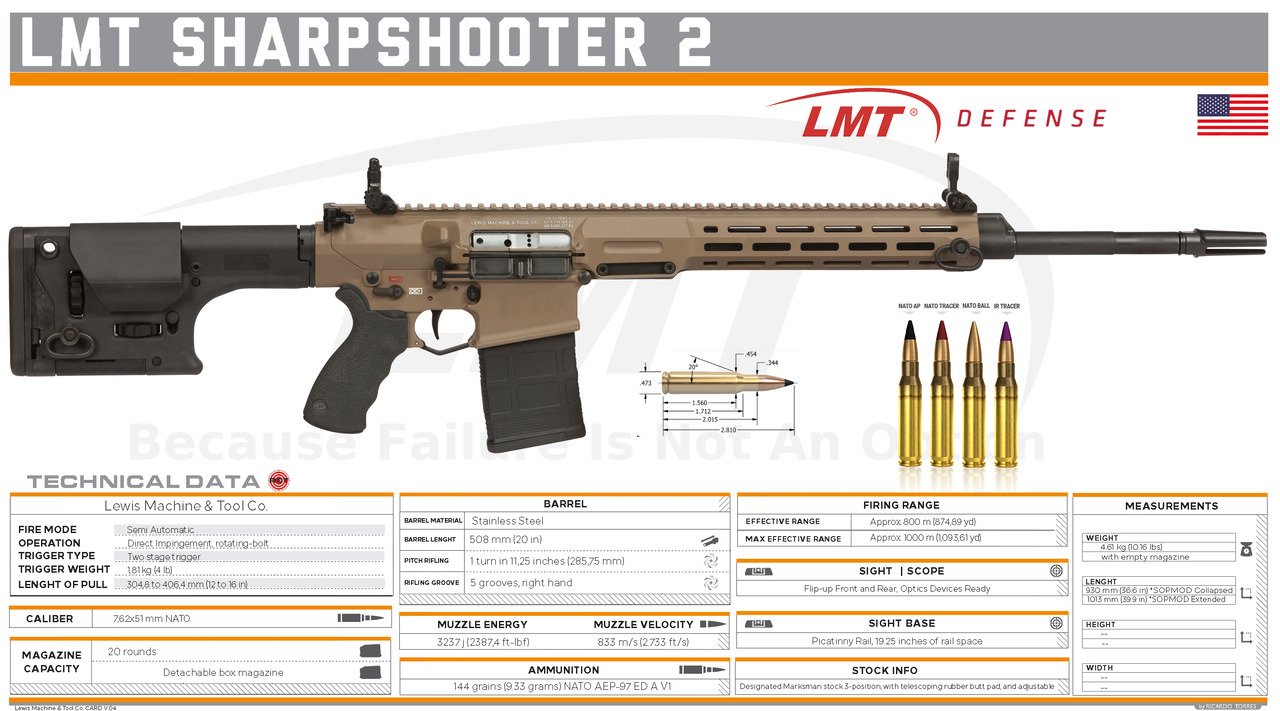 LMT SHARPSHOOTER 2
LMT ® DEFENSE
LEWIS MACHINE & TOOL CO.
NATO AP NATO TRACER NATO BALL IR TRACER
.454
20°
.344
.473
1.560
1.712
2.015
2.810
Because Failure Is Not An Option
TECHNICAL DATA
Lewis Machine & Tool Co.
FIRE MODE Semi Automatic
OPERATION Direct Impingement, rotating-bolt
TRIGGER TYPE Two stage trigger
TRIGGER WEIGHT 1,81 kg (4 lb)
LENGHT OF PULL 304,8 to 406,4 mm (12 to 16 in)
CALIBER 7,62x51 mm NATO
MAGAZINE CAPACITY
20 rounds
Detachable box magazine
BARREL
BARREL MATERIAL Stainless Steel
BARREL LENGHT 508 mm (20 in)
PITCH RIFLING 1 turn in 11,25 inches (285,75 mm)
RIFLING GROOVE 5 grooves, right hand
MUZZLE ENERGY MUZZLE VELOCITY
3237 j (2387,4 ft-lbf) 833 m/s (2.733 ft/s)
AMMUNITION
144 grains (9.33 grams) NATO AEP-97 ED A V1
FIRING RANGE
EFFECTIVE RANGE Approx 800 m (874,89 yd)
MAX EFFECTIVE RANGE Approx 1000 m (1,093,61 yd)
SIGHT | SCOPE
Flip-up Front and Rear, Optics Devices Ready
SIGHT BASE
Picatinny Rail, 19.25 inches of rail space
STOCK INFO
Designated Marksman stock 3-position, with telescoping rubber butt pad, and adjustable
MEASUREMENTS
WEIGHT
4.61 kg (10.16 lbs)
with empty magazine
LENGHT
930 mm (36.6 in) *SOPMOD Collapsed
1013 mm (39.9 in) *SOPMOD Extended
HEIGHT
--
--
WIDTH
--
--
Lewis Machine & Tool Co. CARD V.04
by RICARDO TORRES